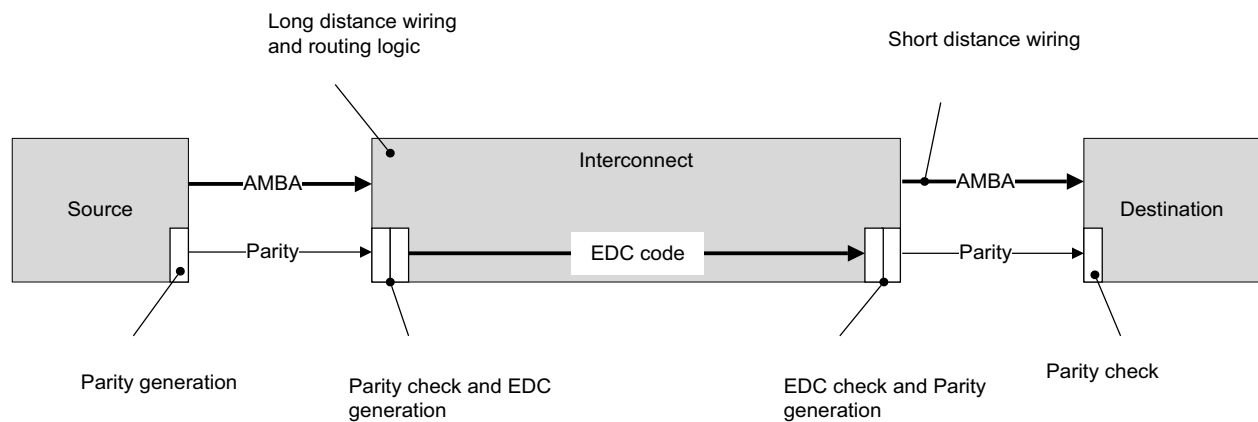 Long distance wiring
and routing logic
Short distance wiring
Interconnect
AMBA
AMBA
Source
Destination
Parity
EDC code
Parity
Parity generation
Parity check and EDC
generation
EDC check and Parity
generation
Parity check